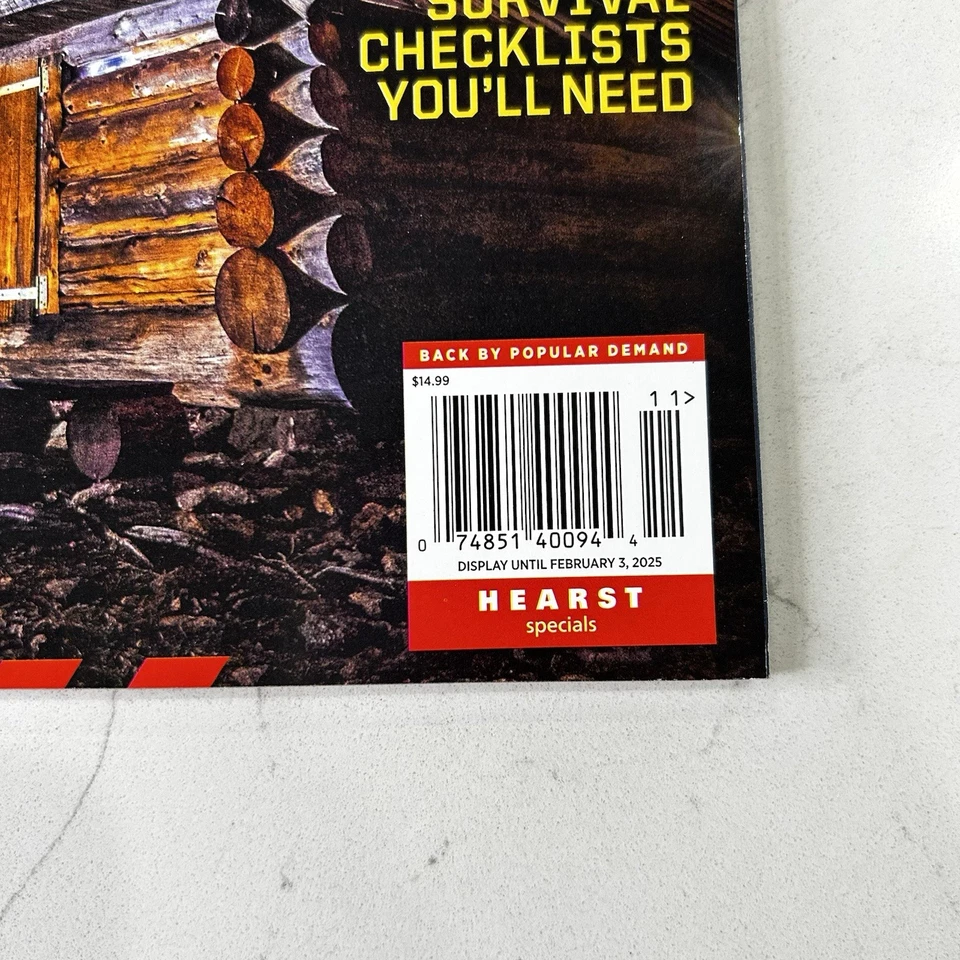 SURVIVAL
CHECKLISTS
YOU'LL NEED
BACK BY POPULAR DEMAND
$14.99
1 1>
0 74851 40094 4
DISPLAY UNTIL FEBRUARY 3, 2025
HEARST
specials